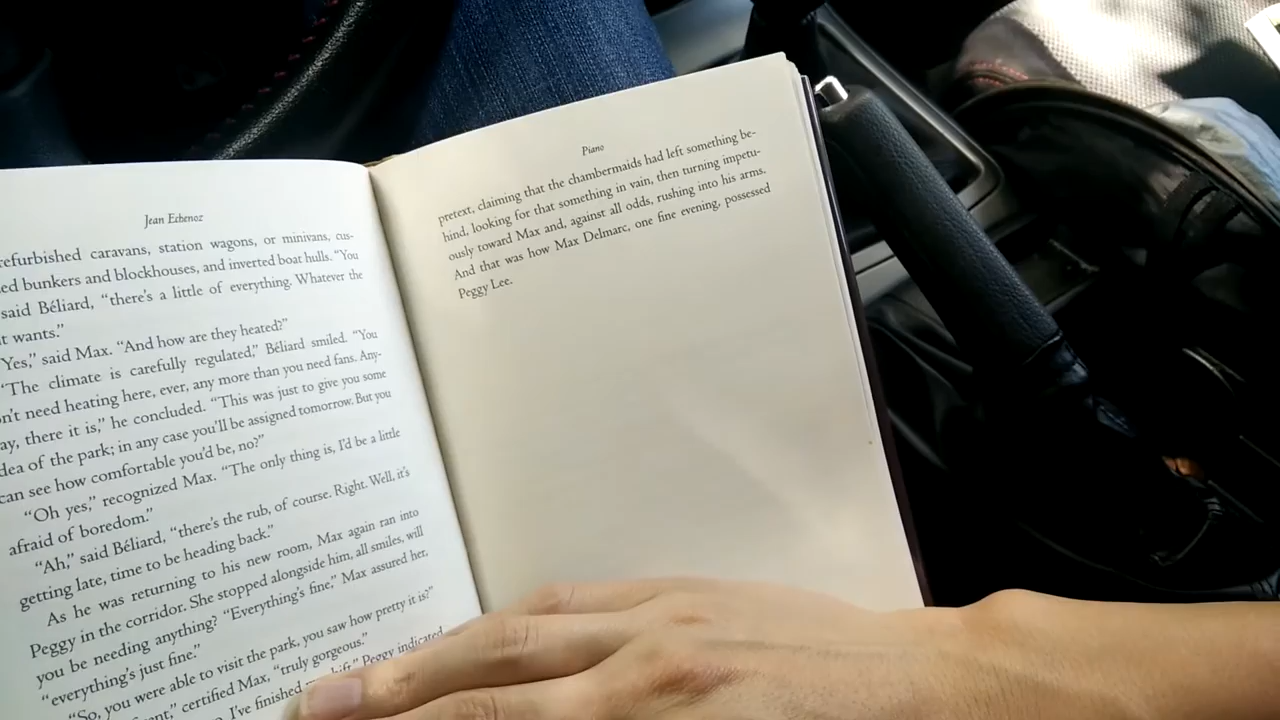 Jean Echenoz
refurbished caravans, station wagons, or minivans, cus-
ed bunkers and blockhouses, and inverted boat hulls. “You
said Béliard, “there’s a little of everything. Whatever the
t wants.”
Yes,” said Max. “And how are they heated?”
“The climate is carefully regulated,” Béliard smiled. “You
n’t need heating here, ever, any more than you need fans. Any-
ay, there it is,” he concluded. “This was just to give you some
dea of the park; in any case you’ll be assigned tomorrow. But you
can see how comfortable you’d be, no?”
“Oh yes,” recognized Max. “The only thing is, I’d be a little
afraid of boredom.”
“Ah,” said Béliard, “there’s the rub, of course. Right. Well, it’s
getting late, time to be heading back.”
As he was returning to his new room, Max again ran into
Peggy in the corridor. She stopped alongside him, all smiles, will
you be needing anything? “Everything’s fine,” Max assured her,
“everything’s just fine.”
“So, you were able to visit the park, you saw how pretty it is?”
certified Max, “truly gorgeous.”
I’ve finished Peggy indicated
Piano
pretext, claiming that the chambermaids had left something be-
hind, looking for that something in vain, then turning impetu-
ously toward Max and, against all odds, rushing into his arms.
And that was how Max Delmarc, one fine evening, possessed
Peggy Lee.